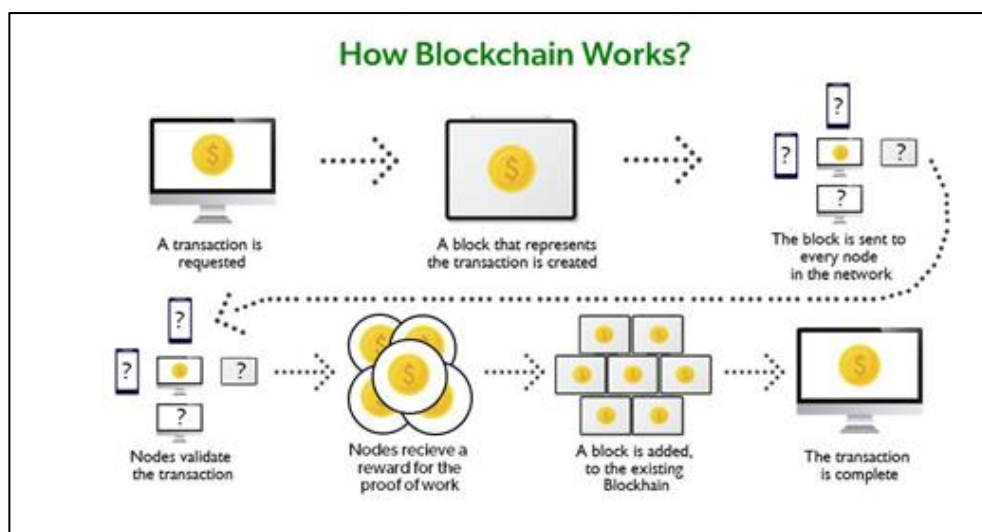 How Blockchain Works?
$
$
?
?
?
?
A transaction is
requested
A block that represents
the transaction is created
The block is sent to
every node
in the network
?
?
?
?
Nodes validate
the transaction
$
Nodes recieve a
reward for the
proof of work
A block is added,
to the existing
Blockhain
$
The transaction
is complete